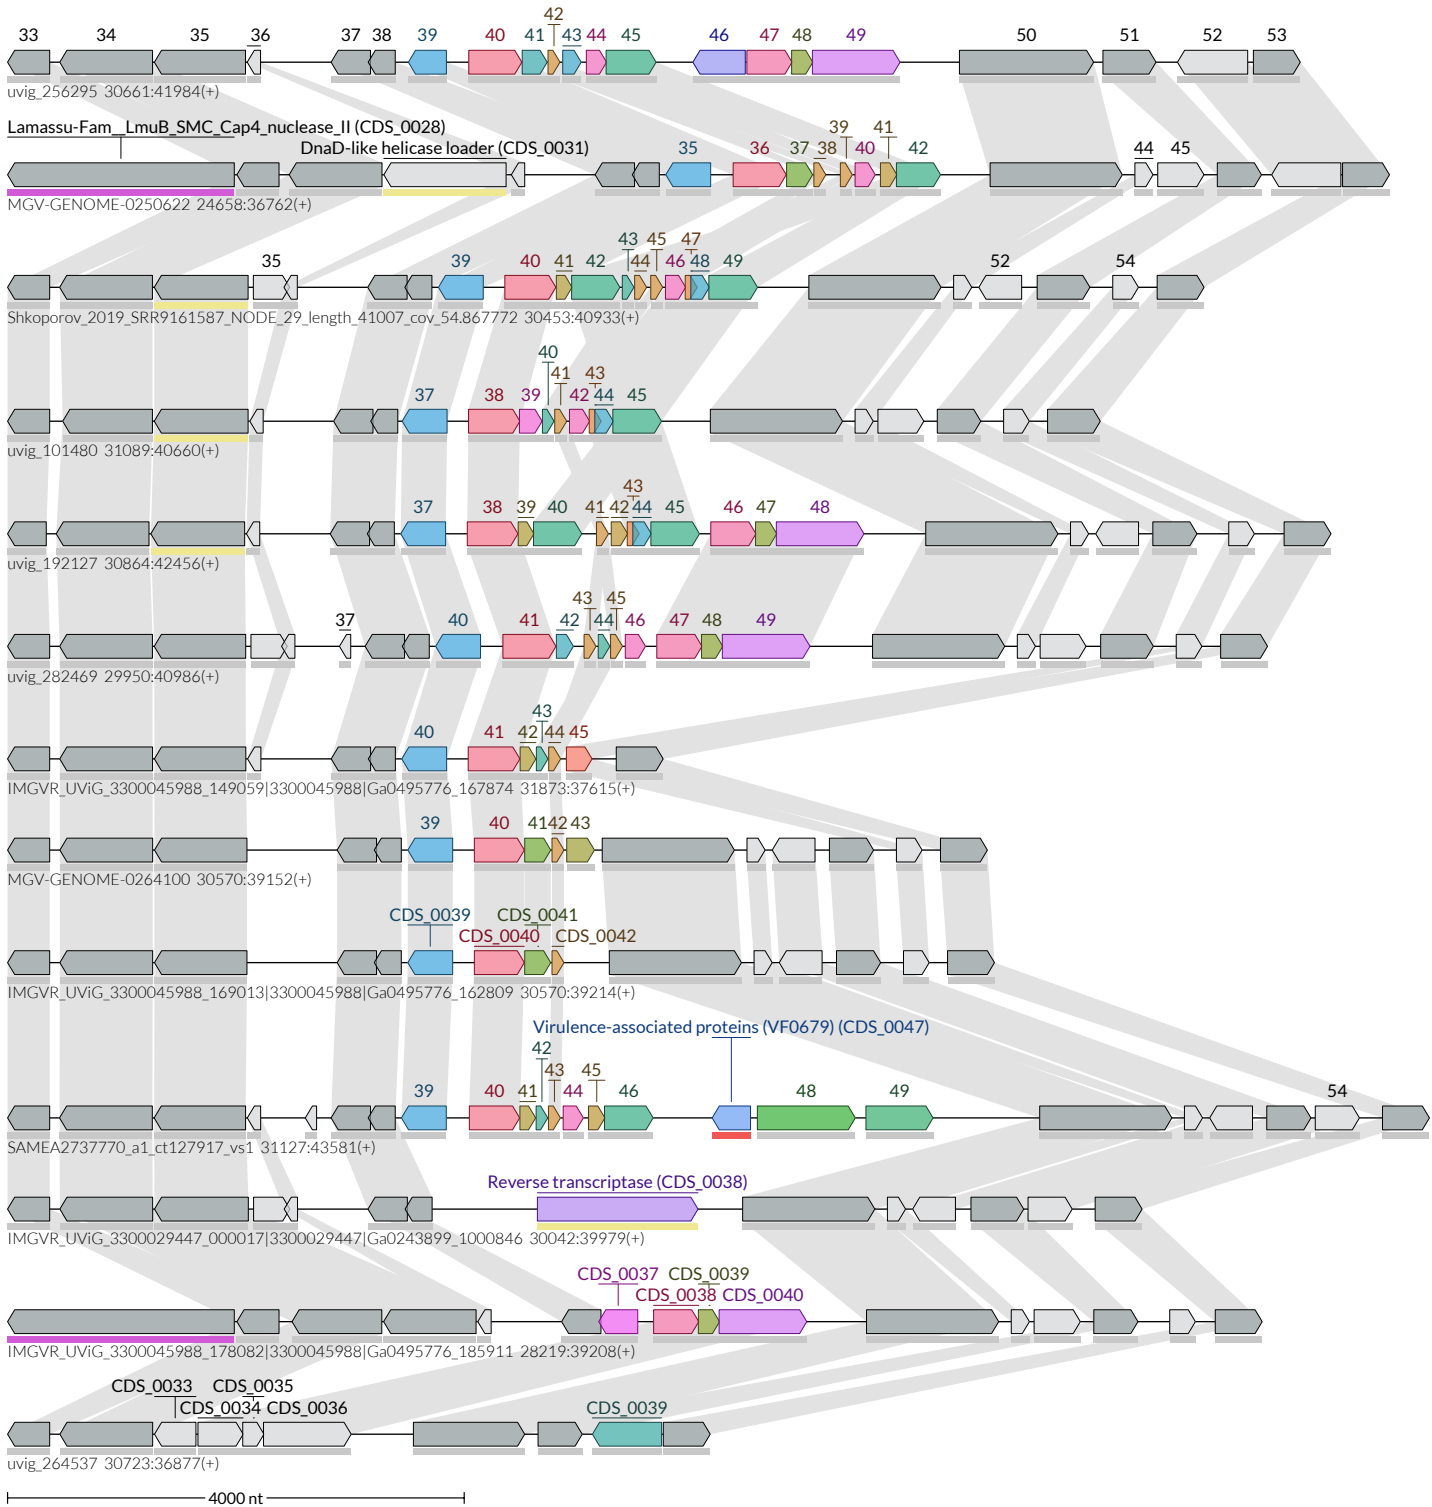 42
33 34 35 36 37 38 39 40 41 43 44 45 46 47 48 49 50 51 52 53
uvig_256295 30661:41984(+)
Lamassu-Fam__LmuB_SMC_Cap4_nuclease_II (CDS_0028)
39 41
DnaD-like helicase loader (CDS_0031) 35 36 37 38 40 42 44 45
MGV-GENOME-0250622 24658:36762(+)
43 45 47
35 39 40 41 42 44 46 48 49 52 54
Shkoporov_2019_SRR9161587_NODE_29_length_41007_cov_54.867772 30453:40933(+)
40
41 43
37 38 39 42 44 45
uvig_101480 31089:40660(+)
43
37 38 39 40 41 42 44 45 46 47 48
uvig_192127 30864:42456(+)
43 45
37 40 41 42 44 46 47 48 49
uvig_282469 29950:40986(+)
43
40 41 42 44 45
IMGVR_UViG_3300045988_149059|3300045988|Ga0495776_167874 31873:37615(+)
39 40 41 42 43
MGV-GENOME-0264100 30570:39152(+)
CDS_0039 CDS_0041
CDS_0040 CDS_0042
IMGVR_UViG_3300045988_169013|3300045988|Ga0495776_162809 30570:39214(+)
Virulence-associated proteins (VF0679) (CDS_0047)
42
43
39 40 41 44 45 46 48 49 54
SAMEA2737770_a1_ct127917_vs1 31127:43581(+)
Reverse transcriptase (CDS_0038)
IMGVR_UViG_3300029447_000017|3300029447|Ga0243899_1000846 30042:39979(+)
CDS_0037 CDS_0039
CDS_0038 CDS_0040
IMGVR_UViG_3300045988_178082|3300045988|Ga0495776_185911 28219:39208(+)
CDS_0033 CDS_0035
CDS_0034 CDS_0036 CDS_0039
uvig_264537 30723:36877(+)
4000 nt